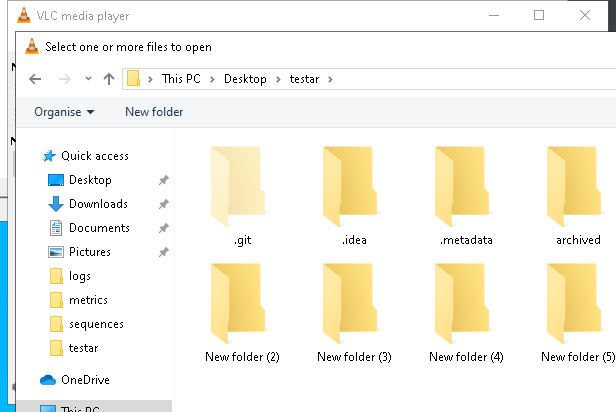 VLC media player
Select one or more files to open
This PC > Desktop > testar >
Organise New folder
Quick access
Desktop
Downloads
Documents
Pictures
logs
metrics
sequences
testar
OneDrive
This PC
.git .idea .metadata archived
New folder (2) New folder (3) New folder (4) New folder (5)